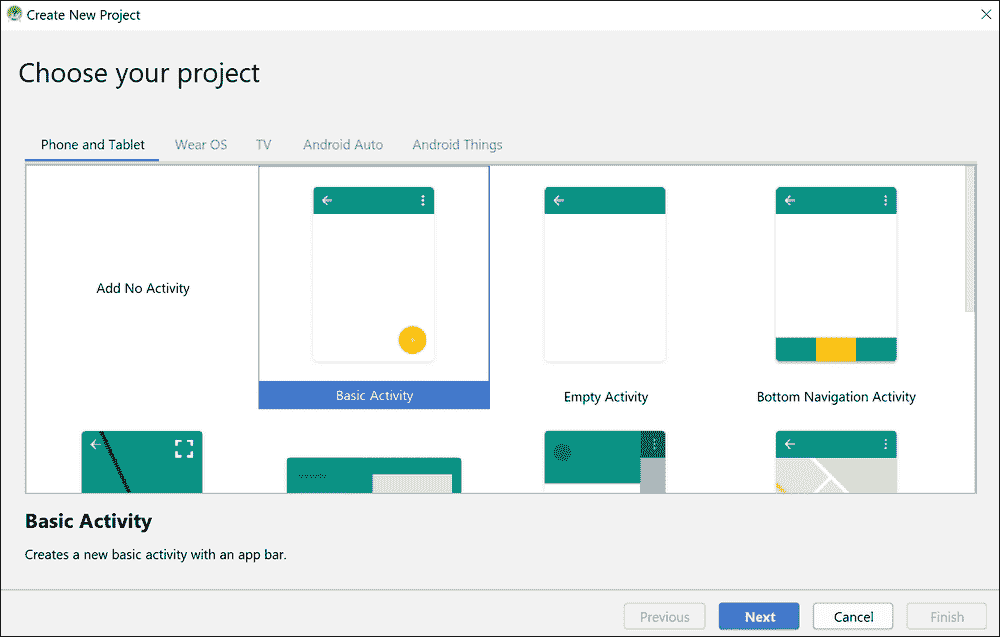 Create New Project
Choose your project
Phone and Tablet
Wear OS
TV
Android Auto
Android Things
Add No Activity
Basic Activity
Empty Activity
Bottom Navigation Activity
Basic Activity
Creates a new basic activity with an app bar.
Previous
Next
Cancel
Finish